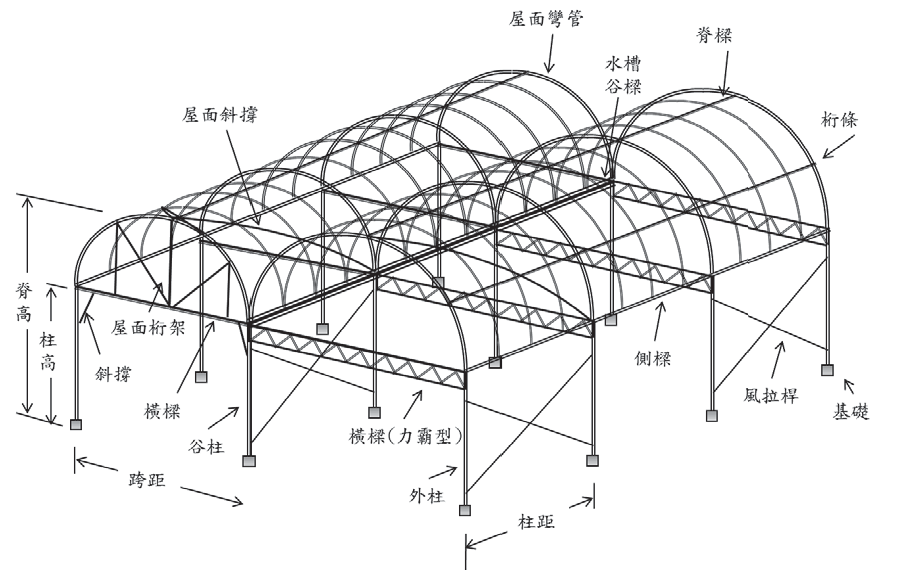 屋面彎管
脊樑
水槽
谷樑
屋面斜撐
桁條
脊高
柱高
屋面桁架
斜撐
橫樑
側樑
風拉桿
基礎
谷柱
橫樑(力霸型)
跨距
外柱
柱距